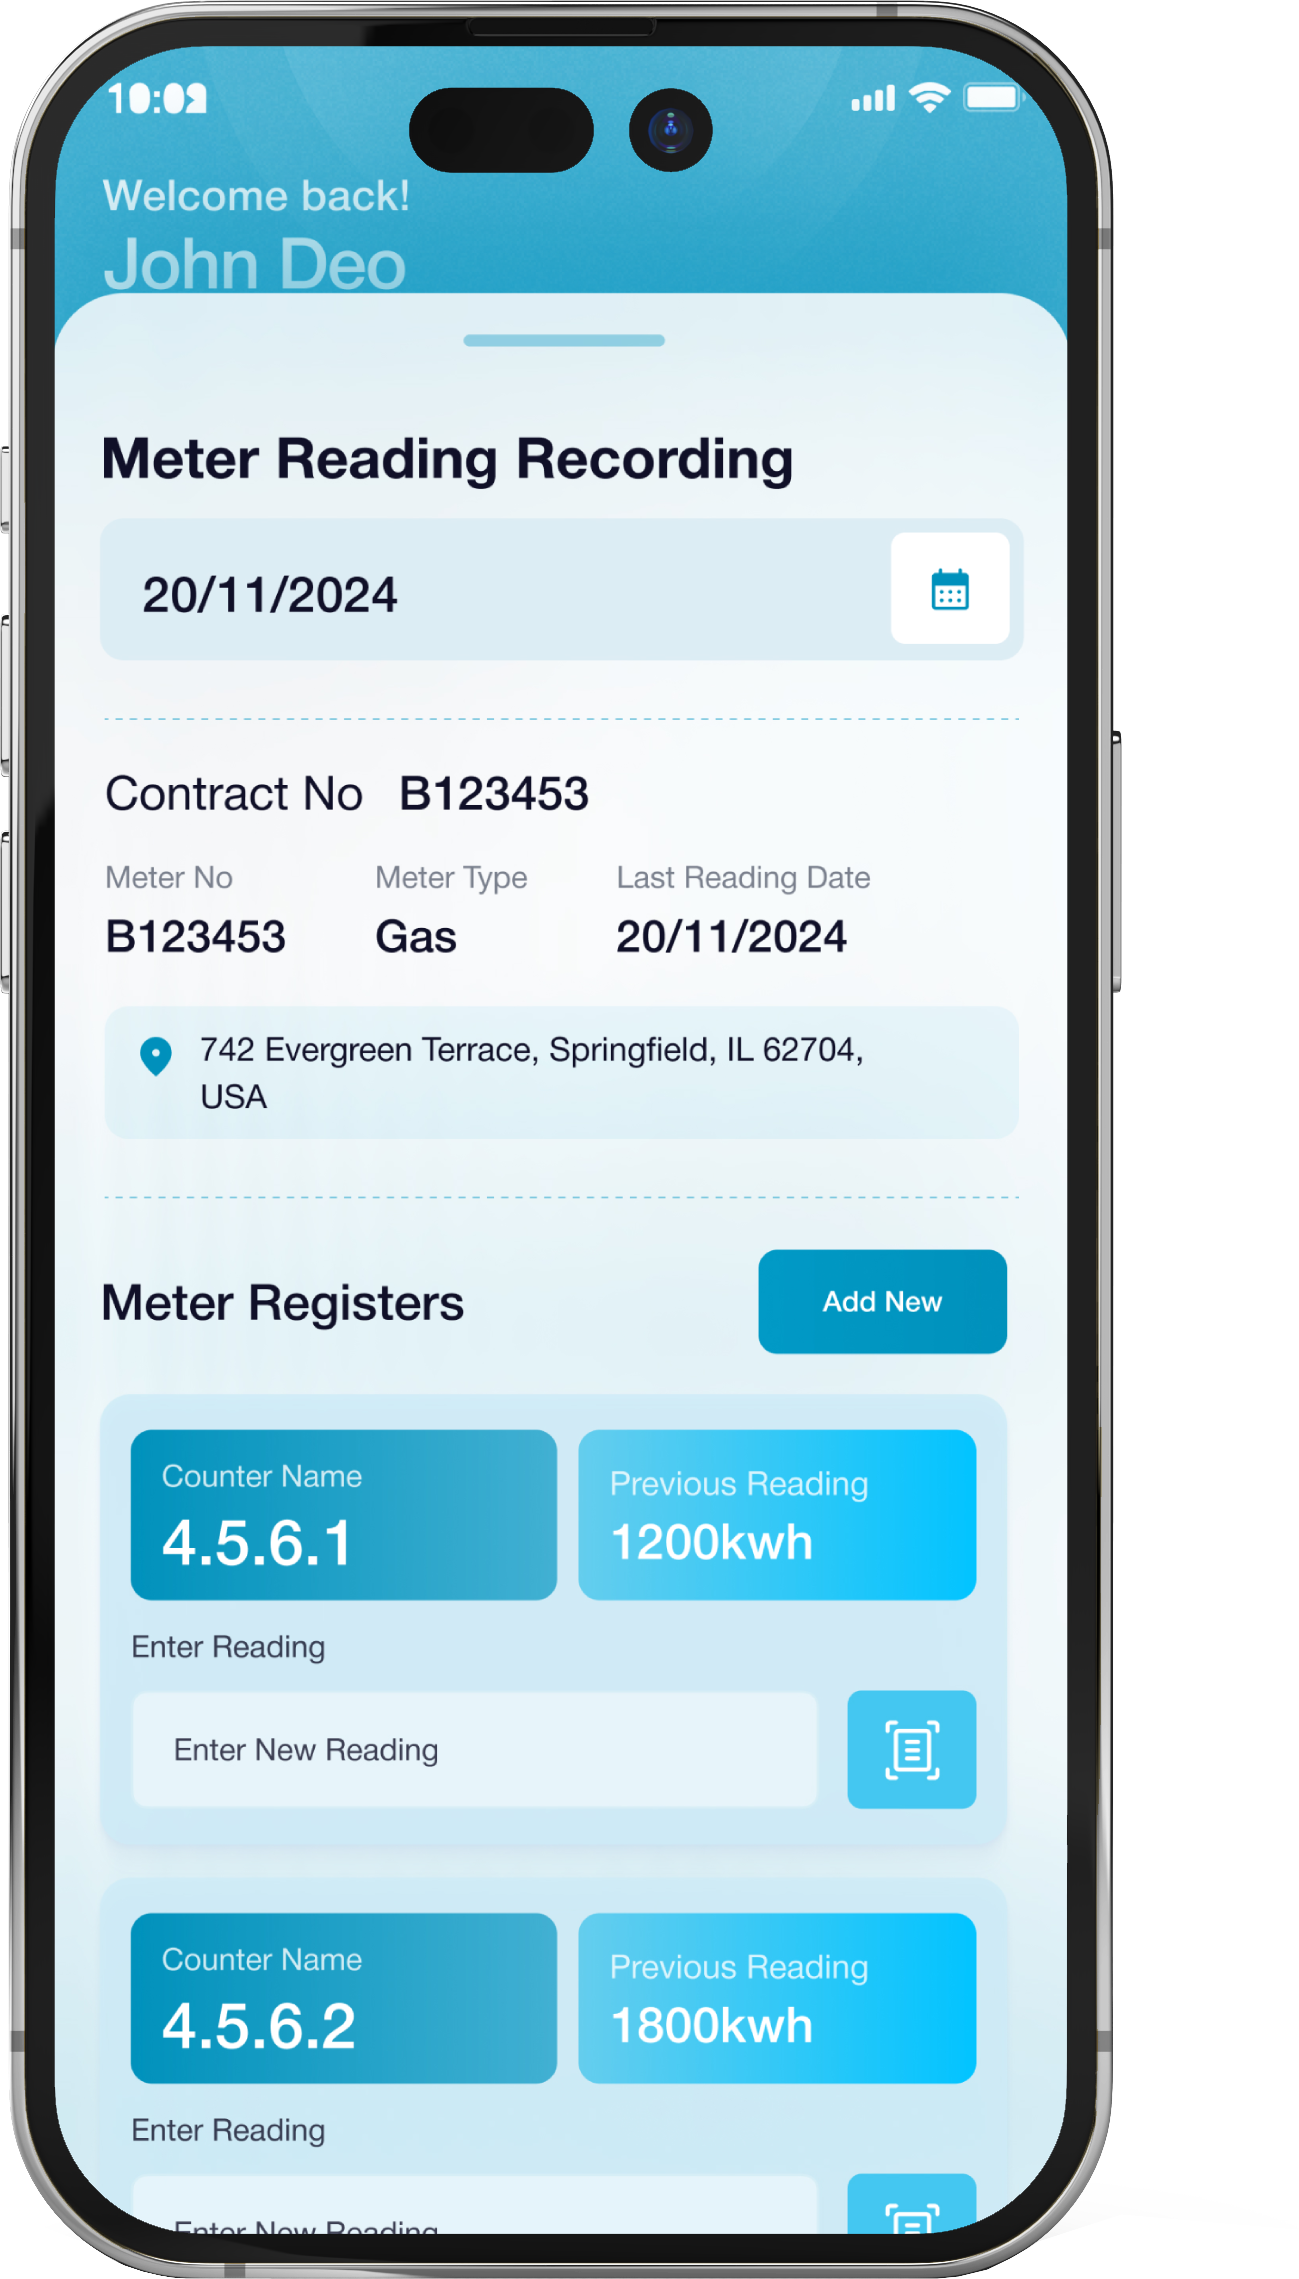 10:02
Welcome back!
John Deo
Meter Reading Recording
20/11/2024
Contract No B123453
Meter No Meter Type Last Reading Date
B123453 Gas 20/11/2024
742 Evergreen Terrace, Springfield, IL 62704,
USA
Meter Registers Add New
Counter Name Previous Reading
4.5.6.1 1200kwh
Enter Reading
Enter New Reading
Counter Name Previous Reading
4.5.6.2 1800kwh
Enter Reading
Enter New Reading